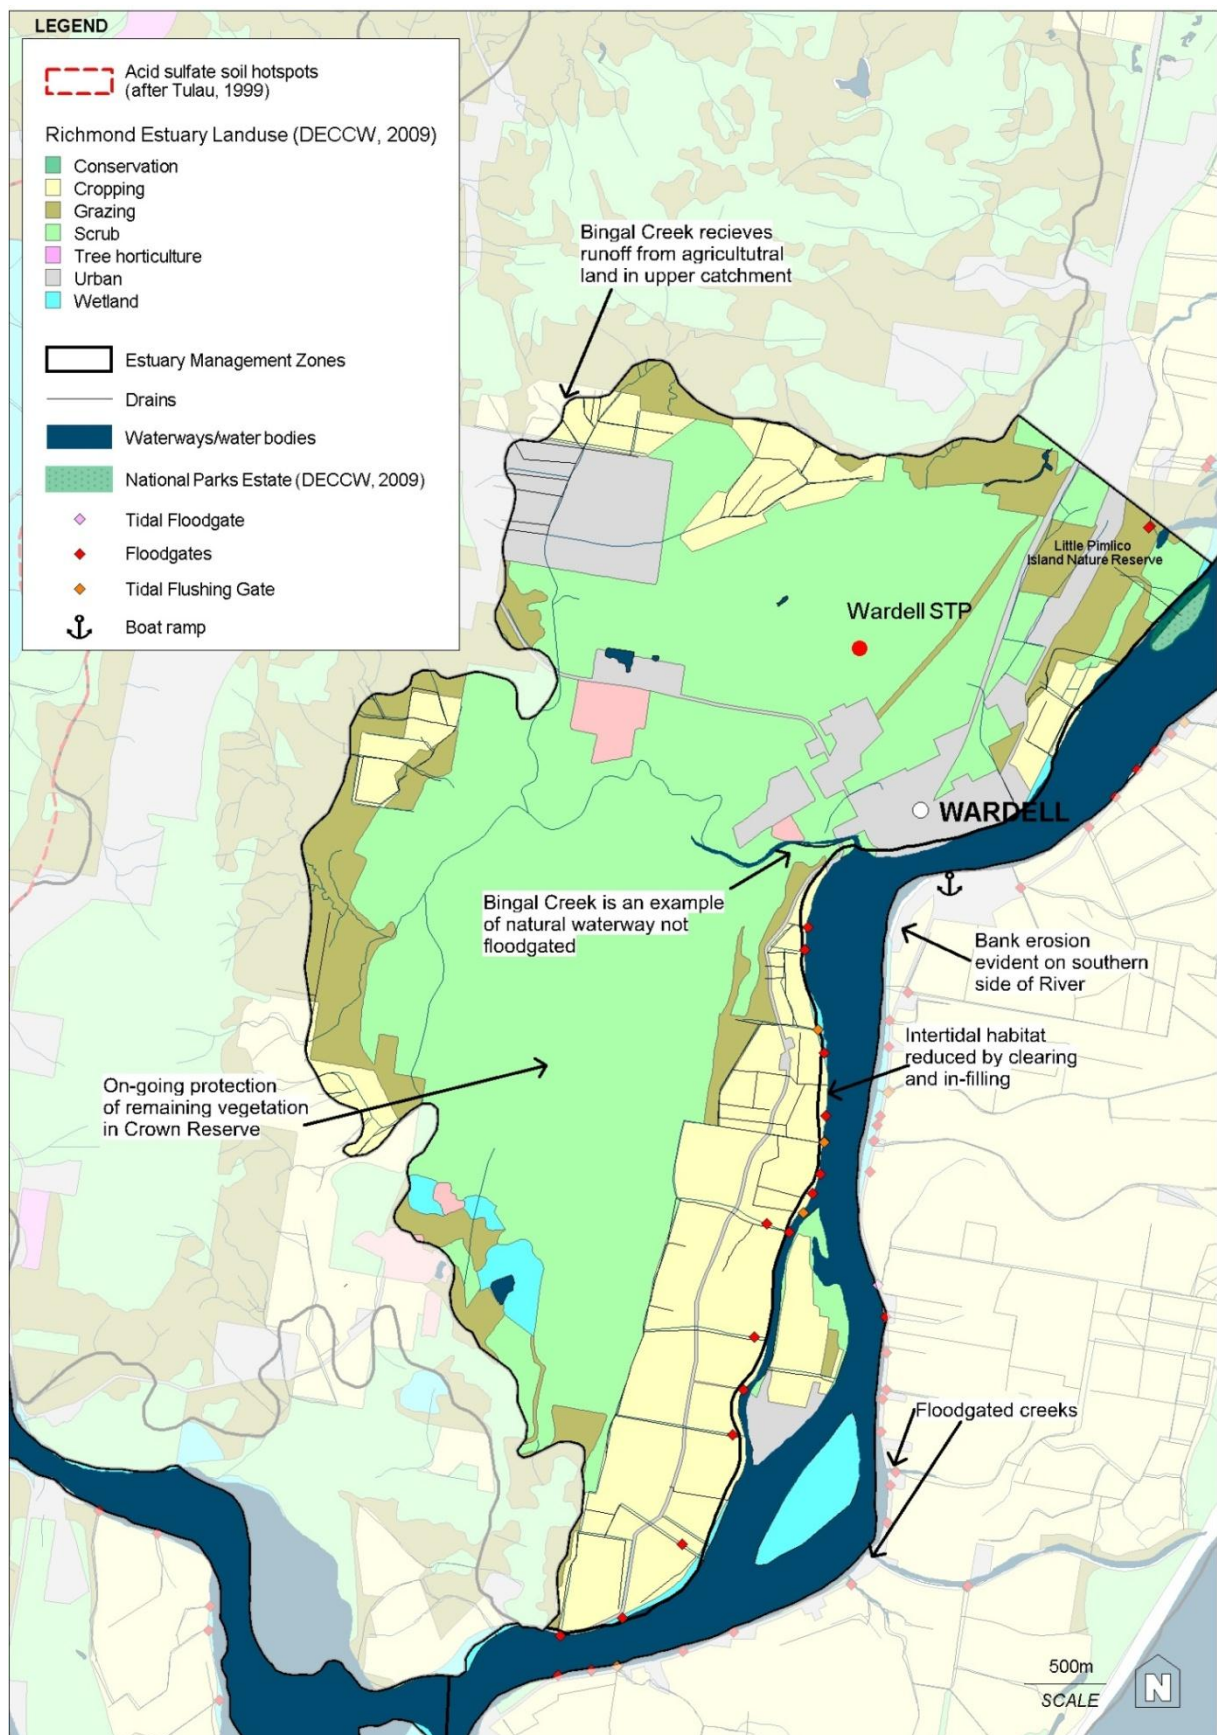 LEGEND
Acid sulfate soil hotspots
(after Tulau, 1999)
Richmond Estuary Landuse (DECCW, 2009)
Conservation
Cropping
Grazing
Scrub
Tree horticulture
Urban
Wetland
Estuary Management Zones
Drains
Waterways/water bodies
National Parks Estate (DECCW, 2009)
Tidal Floodgate
Floodgates
Tidal Flushing Gate
Boat ramp
Bingal Creek recieves
runoff from agricultutral
land in upper catchment
Little Pimlico
Island Nature Reserve
Wardell STP
WARDELL
Bingal Creek is an example
of natural waterway not
floodgated
Bank erosion
evident on southern
side of River
Intertidal habitat
reduced by clearing
and in-filling
On-going protection
of remaining vegetation
in Crown Reserve
Floodgated creeks
500m
SCALE
N